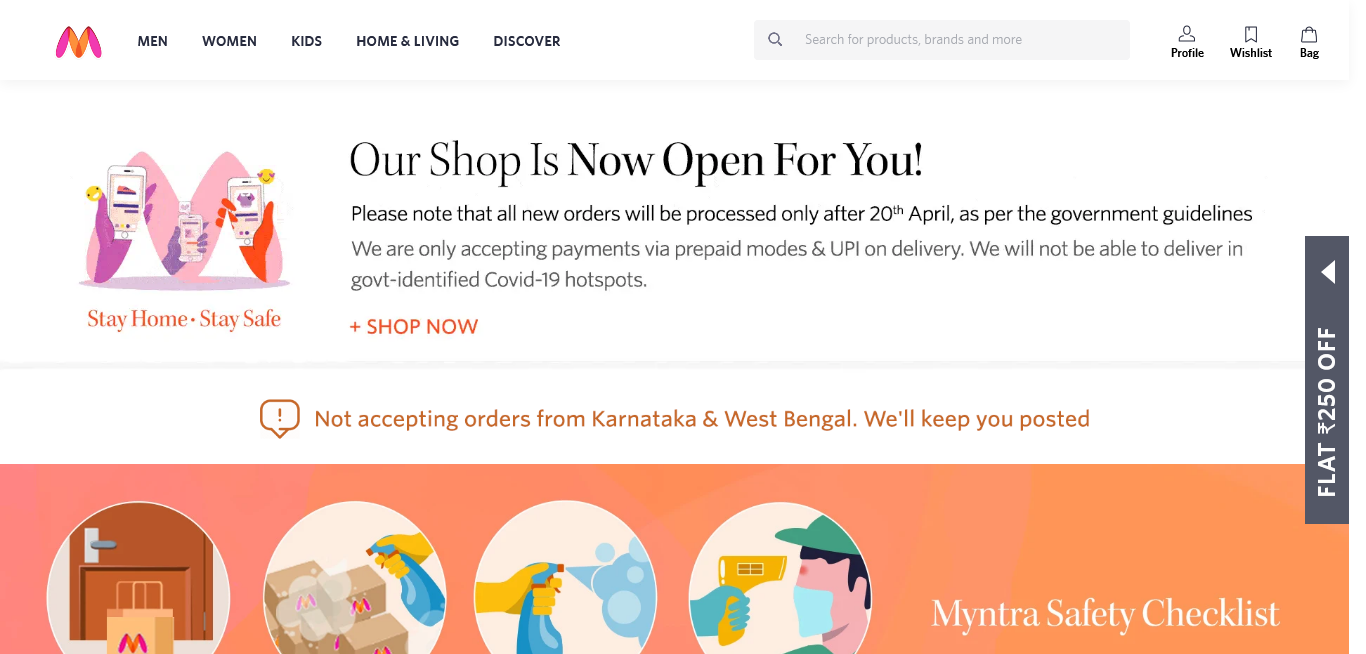 MEN WOMEN KIDS HOME & LIVING DISCOVER
Search for products, brands and more
Profile Wishlist Bag
Our Shop Is Now Open For You!
Please note that all new orders will be processed only after 20th April, as per the government guidelines
We are only accepting payments via prepaid modes & UPI on delivery. We will not be able to deliver in
govt-identified Covid-19 hotspots.
Stay Home • Stay Safe
+ SHOP NOW
FLAT ₹250 OFF
Not accepting orders from Karnataka & West Bengal. We'll keep you posted
Myntra Safety Checklist